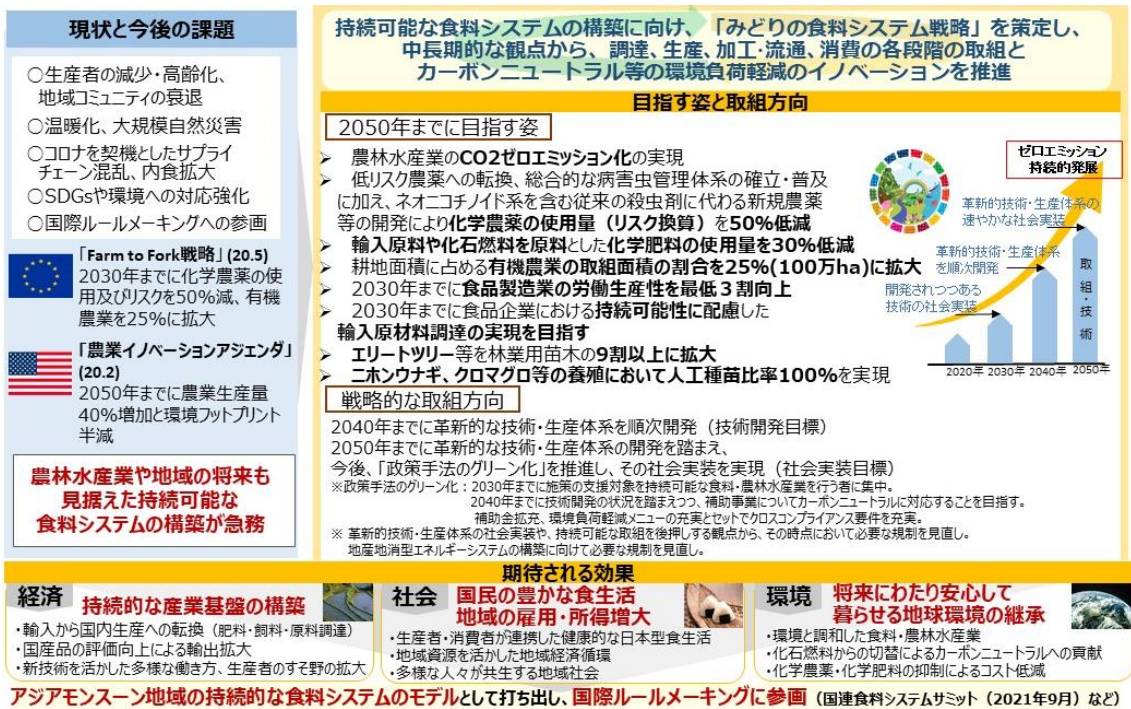 現状と今後の課題
○生産者の減少・高齢化、
地域コミュニティの衰退
○温暖化、大規模自然災害
○コロナを契機としたサプライ
チェーン混乱、内食拡大
○SDGsや環境への対応強化
○国際ルールメーキングへの参画
「Farm to Fork戦略」(20.5)
2030年までに化学農薬の使
用及びリスクを50%減、有機
農業を25%に拡大
「農業イノベーションアジェンダ」
(20.2)
2050年までに農業生産量
40%増加と環境フットプリント
半減
農林水産業や地域の将来も
見据えた持続可能な
食料システムの構築が急務
持続可能な食料システムの構築に向け、「みどりの食料システム戦略」を策定し、
中長期的な観点から、調達、生産、加工・流通、消費の各段階の取組と
カーボンニュートラル等の環境負荷軽減のイノベーションを推進
目指す姿と取組方向
2050年までに目指す姿
➢ 農林水産業のCO2ゼロエミッション化の実現
➢ 低リスク農薬への転換、総合的な病害虫管理体系の確立・普及
に加え、ネオニコチノイド系を含む従来の殺虫剤に代わる新規農薬
等の開発により化学農薬の使用量（リスク換算）を50%低減
➢ 輸入原料や化石燃料を原料とした化学肥料の使用量を30%低減
➢ 耕地面積に占める有機農業の取組面積の割合を25%(100万ha)に拡大
➢ 2030年までに食品製造業の労働生産性を最低３割向上
➢ 2030年までに食品企業における持続可能性に配慮した
輸入原材料調達の実現を目指す
➢ エリートツリー等を林業用苗木の9割以上に拡大
➢ ニホンウナギ、クロマグロ等の養殖において人工種苗比率100%を実現
ゼロエミッション
持続的発展
革新的技術・生産体系の
速やかな社会実装
革新的技術・生産体系
を順次開発
開発されつつある
技術の社会実装
取組・技術
2020年 2030年 2040年 2050年
戦略的な取組方向
2040年までに革新的な技術・生産体系を順次開発（技術開発目標）
2050年までに革新的な技術・生産体系の開発を踏まえ、
今後、「政策手法のグリーン化」を推進し、その社会実装を実現（社会実装目標）
※政策手法のグリーン化：2030年までに施策の支援対象を持続可能な食料・農林水産業を行う者に集中。
2040年までに技術開発の状況を踏まえつつ、補助事業についてカーボンニュートラルに対応することを目指す。
補助金拡充、環境負荷軽減メニューの充実とセットでクロスコンプライアンス要件を充実。
※ 革新的技術・生産体系の社会実装や、持続可能な取組を後押しする観点から、その時点において必要な規制を見直し。
地産地消型エネルギーシステムの構築に向けて必要な規制を見直し。
期待される効果
経済
持続的な産業基盤の構築
・輸入から国内生産への転換（肥料・飼料・原料調達）
・国産品の評価向上による輸出拡大
・新技術を活かした多様な働き方、生産者のすそ野の拡大
社会
国民の豊かな食生活
地域の雇用・所得増大
・生産者・消費者が連携した健康的な日本型食生活
・地域資源を活かした地域経済循環
・多様な人々が共生する地域社会
環境
将来にわたり安心して
暮らせる地球環境の継承
・環境と調和した食料・農林水産業
・化石燃料からの切替によるカーボンニュートラルへの貢献
・化学農薬・化学肥料の抑制によるコスト低減
アジアモンスーン地域の持続的な食料システムのモデルとして打ち出し、国際ルールメーキングに参画（国連食料システムサミット（2021年9月）など）